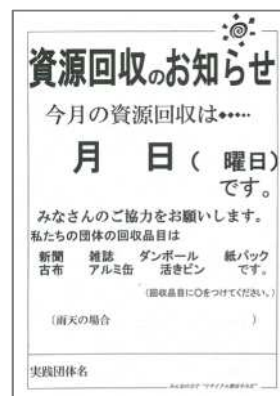 資源回収のお知らせ
今月の資源回収は•••••
月 日（ 曜日）
です。
みなさんのご協力をお願いします。
私たちの団体の回収品目は
新聞 雑誌 ダンボール 紙パック
古布 アルミ缶 活きビン です。
（回収品目に○をつけてください。）
（雨天の場合 ）
実践団体名